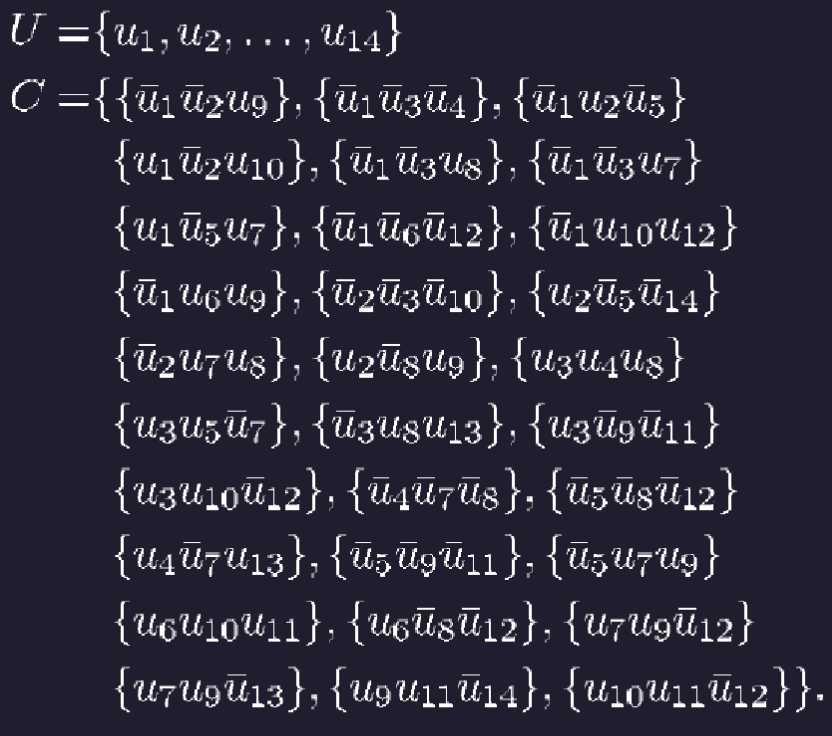 U = {u₁, u₂, . . . , u₁₄}
C = {{ū₁ū₂u₉}, {ū₁ū₃ū₄}, {ū₁u₂ū₅}
{u₁ū₂u₁₀}, {ū₁ū₃u₈}, {ū₁ū₃u₇}
{u₁ū₅u₇}, {ū₁ū₆ū₁₂}, {ū₁u₁₀u₁₂}
{ū₁u₆u₉}, {ū₂ū₃ū₁₀}, {u₂ū₅ū₁₄}
{ū₂u₇u₈}, {u₂ū₈u₉}, {u₃u₄u₈}
{u₃u₅ū₇}, {ū₃u₈u₁₃}, {u₃ū₉ū₁₁}
{u₃u₁₀ū₁₂}, {ū₄ū₇ū₈}, {ū₅ū₈ū₁₂}
{u₄ū₇u₁₃}, {ū₅ū₉ū₁₁}, {ū₅u₇u₉}
{u₆u₁₀u₁₁}, {u₆ū₈ū₁₂}, {u₇u₉ū₁₂}
{u₇u₉ū₁₃}, {u₉u₁₁ū₁₄}, {u₁₀u₁₁ū₁₂}}.